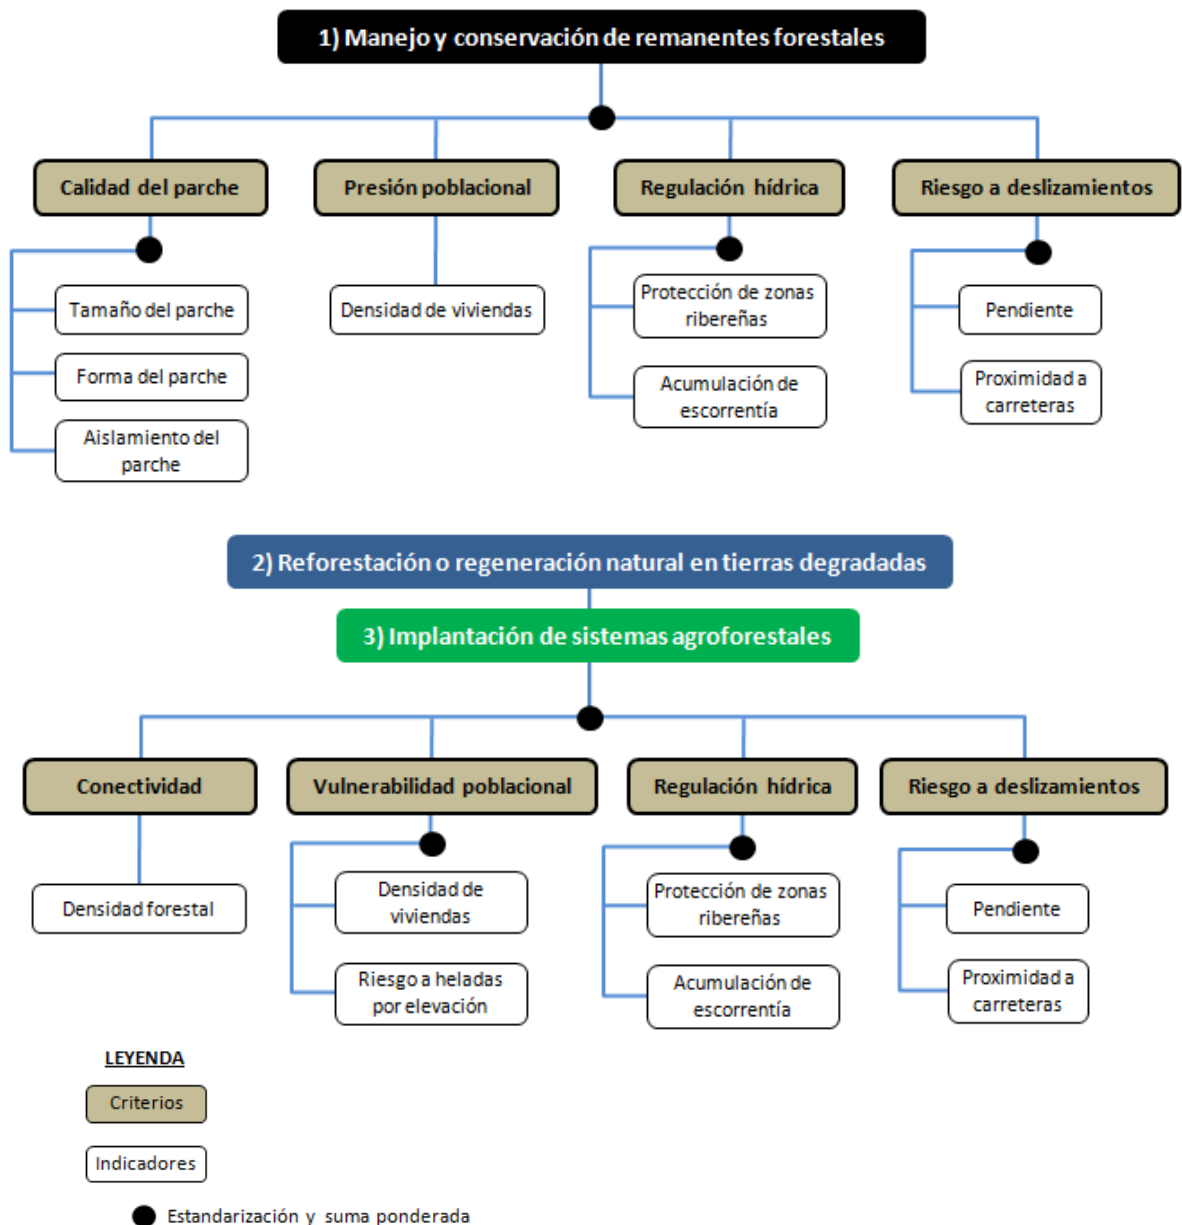 1) Manejo y conservación de remanentes forestales
Calidad del parche
Presión poblacional
Regulación hídrica
Riesgo a deslizamientos
Tamaño del parche
Forma del parche
Aislamiento del
parche
Densidad de viviendas
Protección de zonas
ribereñas
Acumulación de
escorrentía
Pendiente
Proximidad a
carreteras
2) Reforestación o regeneración natural en tierras degradadas
3) Implantación de sistemas agroforestales
Conectividad
Vulnerabilidad poblacional
Regulación hídrica
Riesgo a deslizamientos
Densidad forestal
Densidad de
viviendas
Riesgo a heladas
por elevación
Protección de zonas
ribereñas
Acumulación de
escorrentía
Pendiente
Proximidad a
carreteras
LEYENDA
Criterios
Indicadores
Estandarización y suma ponderada